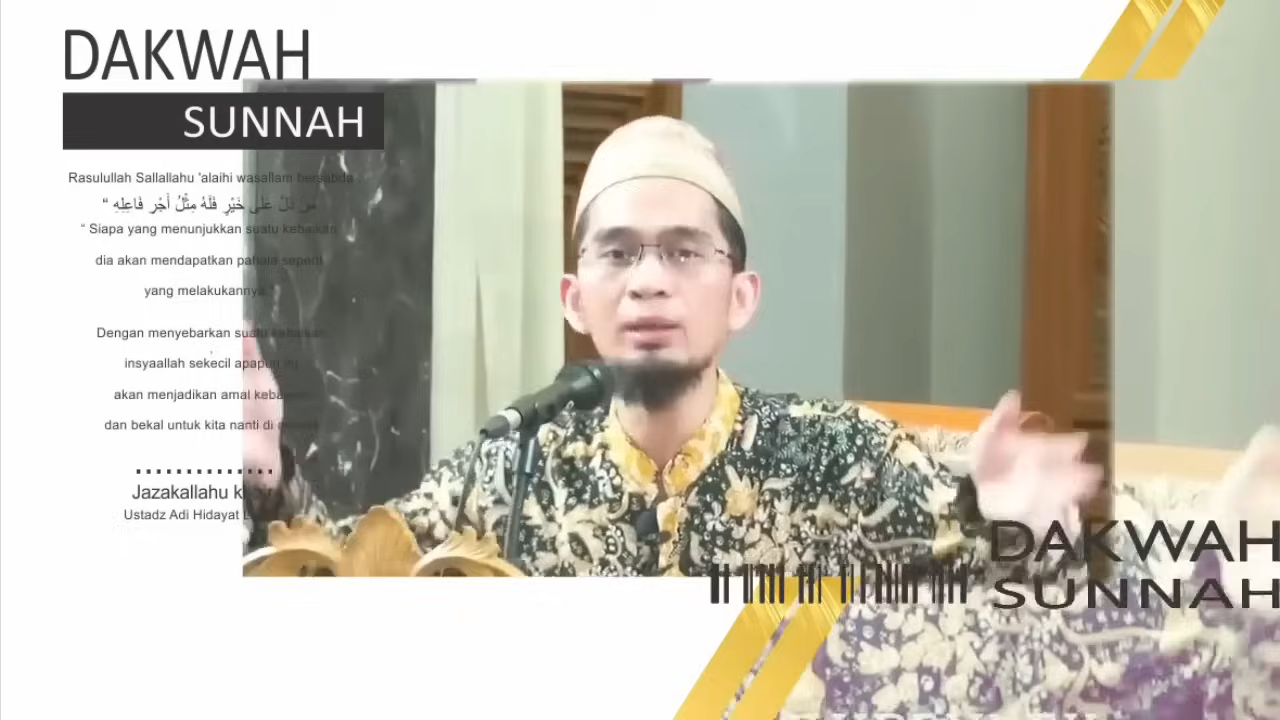 DAKWAH
SUNNAH
Rasulullah Sallallahu 'alaihi wasallam bersabda
“ مَن دَلَّ عَلَى خَيْرٍ فَلَهُ مِثْلُ أَجْرِ فَاعِلِهِ
“ Siapa yang menunjukkan suatu kebaikan
dia akan mendapatkan pahala seperti
yang melakukannya
Dengan menyebarkan suatu kebaikan
insyaallah sekecil apapun itu
akan menjadikan amal
dan bekal untuk kita nanti di
Jazakallahu
Ustadz Adi Hidayat
DAKWAH
SUNNAH